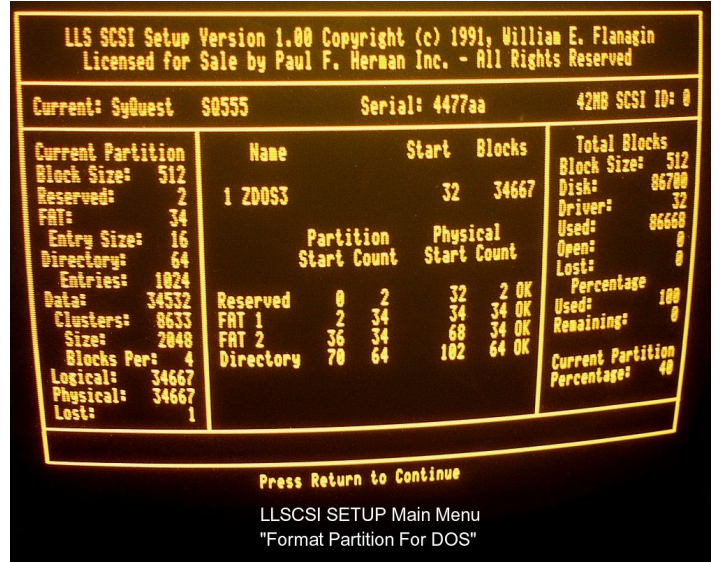 LLS SCSI Setup Version 1.00 Copyright (c) 1991, William E. Flanagin
Licensed for Sale by Paul F. Herman Inc. - All Rights Reserved
Current: SyQuest SQ555 Serial: 4477aa 42MB SCSI ID: 0
Current Partition
Block Size: 512
Reserved: 2
FAT: 34
Entry Size: 16
Directory: 64
Entries: 1024
Data: 34532
Clusters: 8633
Size: 2048
Blocks Per: 4
Logical: 34667
Physical: 34667
Lost: 1
Name Start Blocks
1 ZDOS3 32 34667
Partition Physical
Start Count Start Count
Reserved 0 2 32 2 OK
FAT 1 2 34 34 34 OK
FAT 2 36 34 68 34 OK
Directory 70 64 102 64 OK
Total Blocks
Block Size: 512
Disk: 86700
Driver: 32
Used: 86668
Open: 0
Lost: 0
Percentage
Used: 100
Remaining: 0
Current Partition
Percentage: 40
Press Return to Continue
LLSCSI SETUP Main Menu
"Format Partition For DOS"